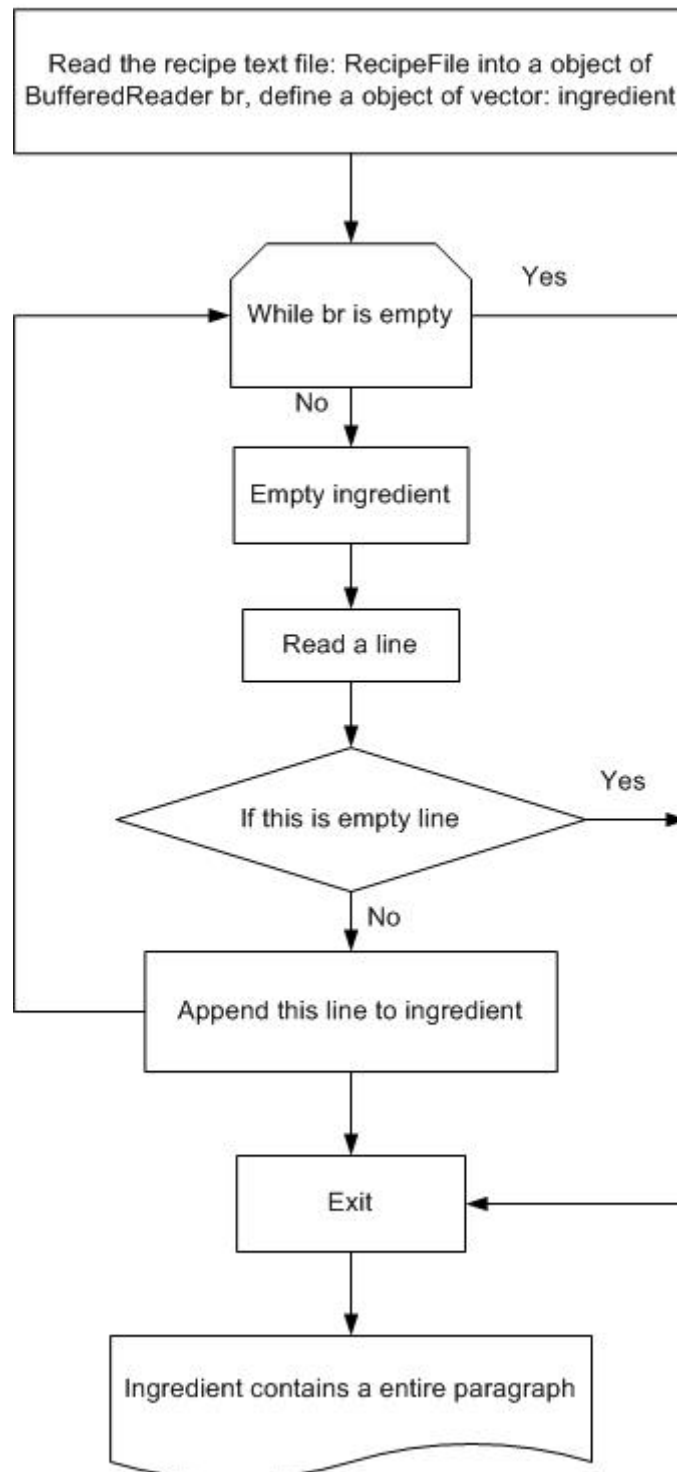 Read the recipe text file: RecipeFile into a object of
BufferedReader br, define a object of vector: ingredient
Yes
While br is empty
No
Empty ingredient
Read a line
Yes
If this is empty line
No
Append this line to ingredient
Exit
Ingredient contains a entire paragraph